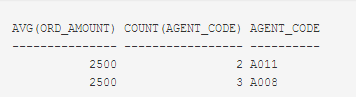 AVG(ORD_AMOUNT) COUNT(AGENT_CODE) AGENT_CODE
--------------- ----------------- ----------
2500 2 A011
2500 3 A008